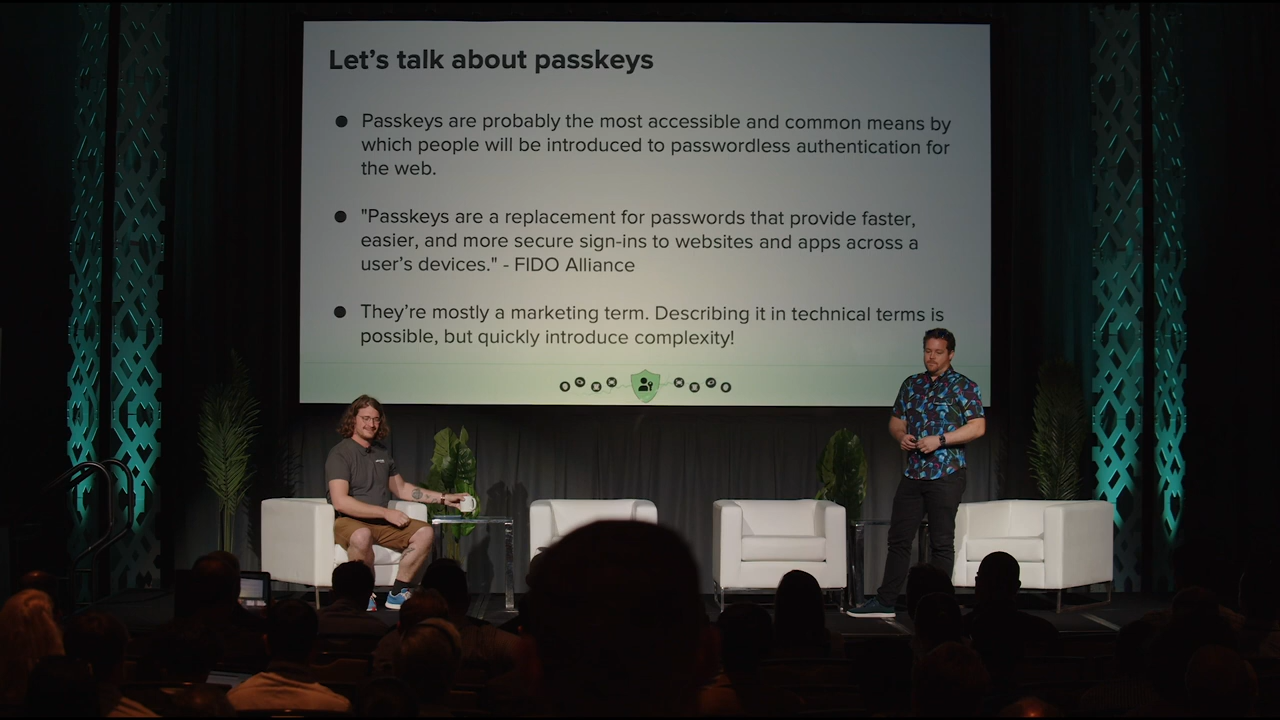 Let's talk about passkeys
● Passkeys are probably the most accessible and common means by
which people will be introduced to passwordless authentication for
the web.
● "Passkeys are a replacement for passwords that provide faster,
easier, and more secure sign-ins to websites and apps across a
user's devices." - FIDO Alliance
● They're mostly a marketing term. Describing it in technical terms is
possible, but quickly introduce complexity!